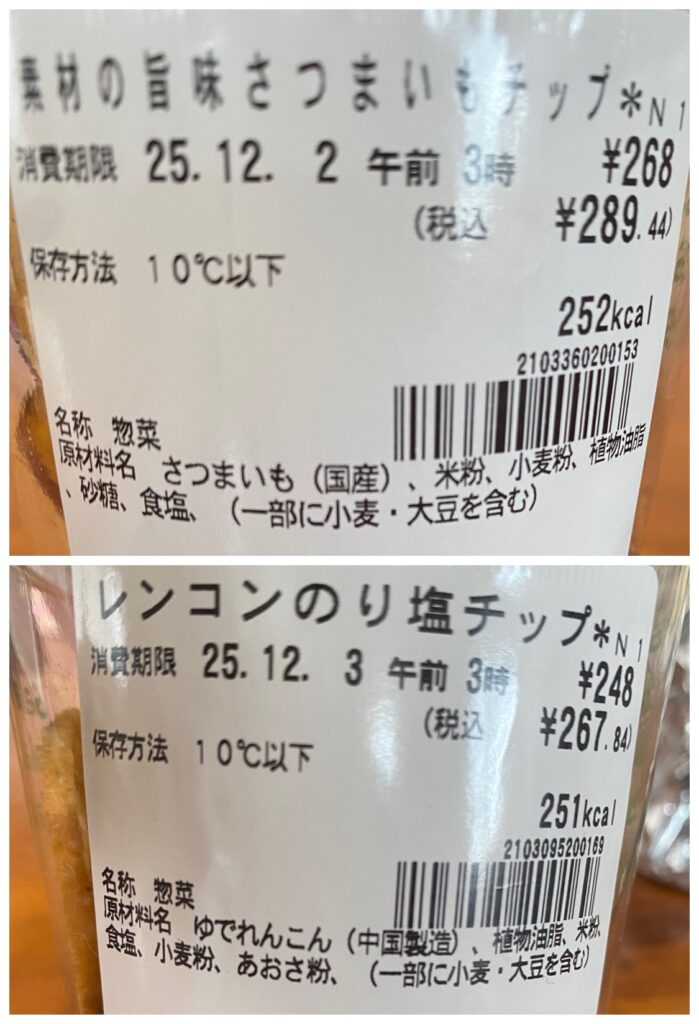 素材の旨味さつまいもチップ*N1
消費期限 25.12. 2 午前 3時 ¥268
(税込 ¥289.44)
保存方法 10℃以下
252kcal
2103360200153
名称 惣菜
原材料名 さつまいも(国産)、米粉、小麦粉、植物油脂
、砂糖、食塩、(一部に小麦・大豆を含む)
レンコンのり塩チップ*N1
消費期限 25.12. 3 午前 3時 ¥248
(税込 ¥267.84)
保存方法 10℃以下
251kcal
2103095200169
名称 惣菜
原材料名 ゆでれんこん(中国製造)、植物油脂、米粉、
食塩、小麦粉、あおさ粉、(一部に小麦・大豆を含む)